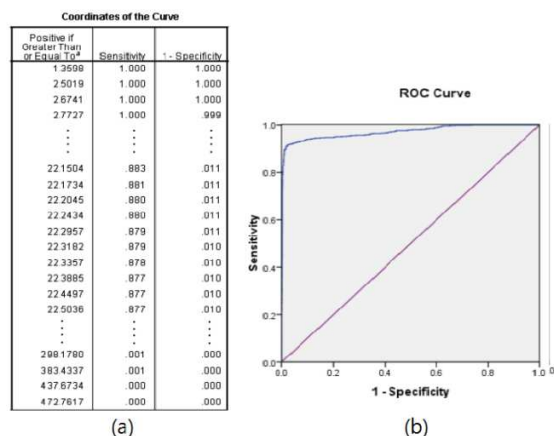 Coordinates of the Curve
Positive if
Greater Than
or Equal Toᵃ Sensitivity 1 - Specificity
1.3598 1.000 1.000
2.5019 1.000 1.000
2.6741 1.000 1.000
2.7727 1.000 .999
22.1504 .883 .011
22.1734 .881 .011
22.2045 .880 .011
22.2434 .880 .011
22.2957 .879 .011
22.3182 .879 .010
22.3357 .878 .010
22.3885 .877 .010
22.4497 .877 .010
22.5036 .877 .010
298.1780 .001 .000
383.4337 .001 .000
437.6734 .000 .000
472.7617 .000 .000
(a)
ROC Curve
1.0
0.8
0.6
0.4
0.2
0.0
Sensitivity
0.0 0.2 0.4 0.6 0.8 1.0
1 - Specificity
(b)